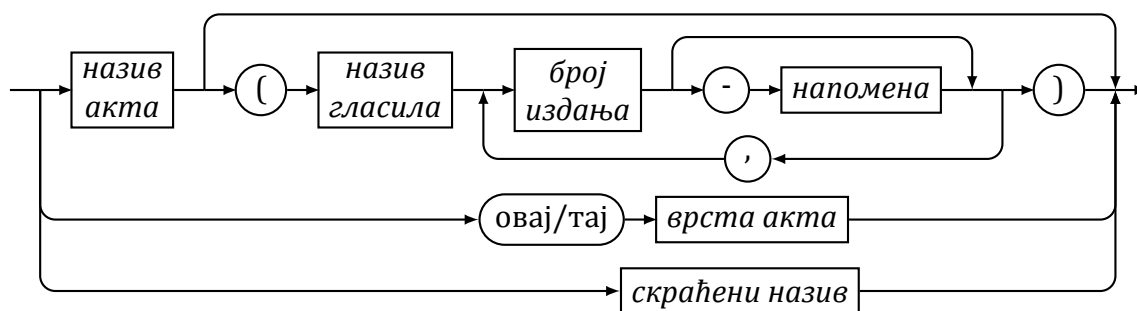 назив
акта
(
назив
гласила
број
издања
-
напомена
)
,
овај/тај
врста акта
скраћени назив